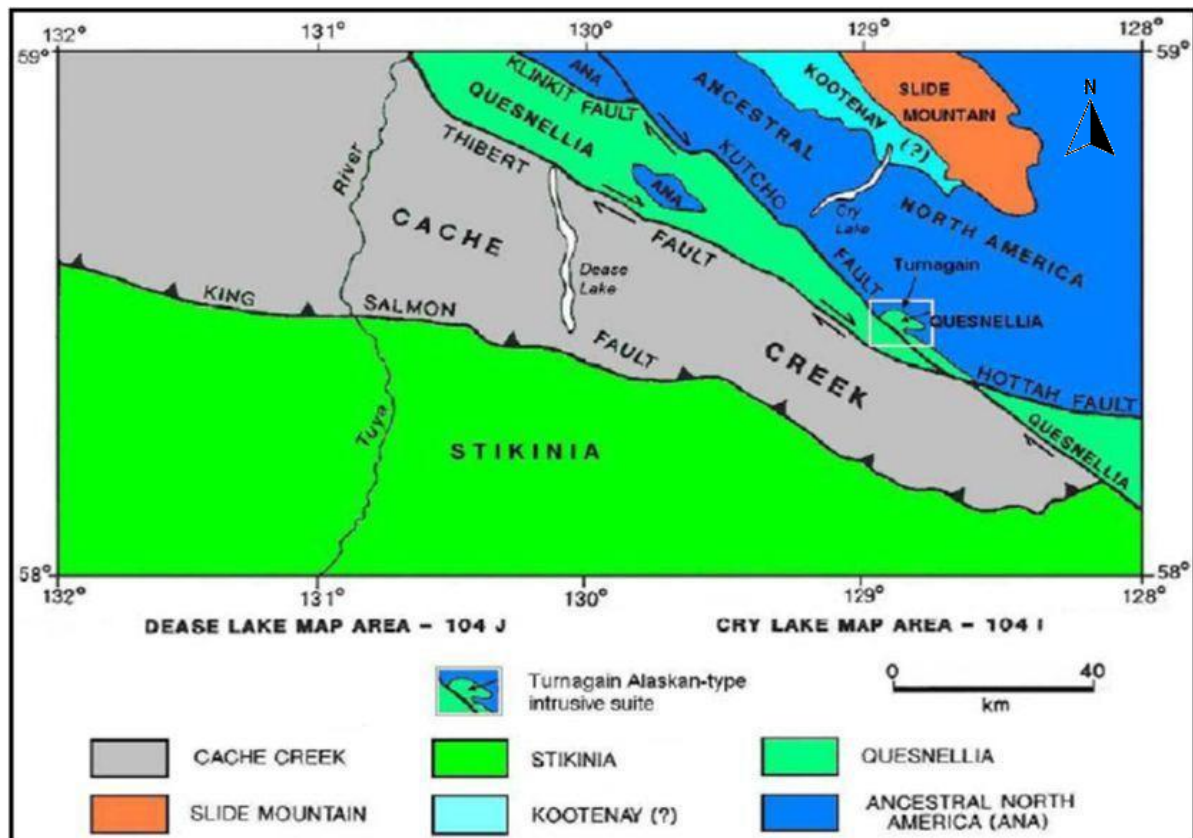 132° 131° 130° 129° 128°
59° 59°
N
ANA
KLINKIT FAULT
QUESNELLIA
ANCESTRAL
KOOTENAY (?)
SLIDE
MOUNTAIN
THIBERT
KUTCHO
River
ANA
Cry
Lake
NORTH AMERICA
CACHE
FAULT
FAULT
Turnagain
Dease
Lake
QUESNELLIA
KING
SALMON
FAULT
CREEK
HOTTAH FAULT
Tuya
QUESNELLIA
STIKINIA
58° 58°
132° 131° 130° 129° 128°
DEASE LAKE MAP AREA - 104 J CRY LAKE MAP AREA - 104 I
Turnagain Alaskan-type
intrusive suite
0 40
km
CACHE CREEK STIKINIA QUESNELLIA
SLIDE MOUNTAIN KOOTENAY (?) ANCESTRAL NORTH
AMERICA (ANA)